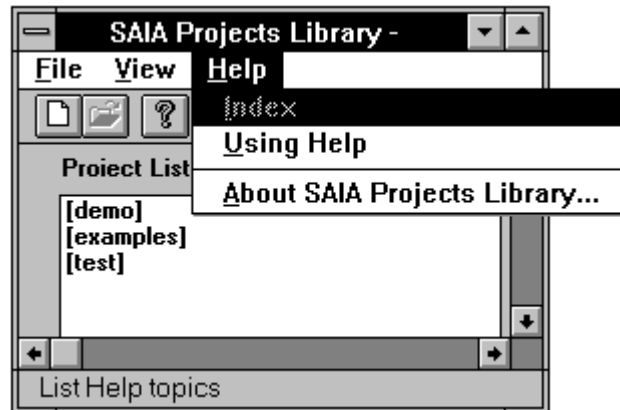 SAIA Projects Library -
File View Help
Index
Using Help
About SAIA Projects Library...
Project List
[demo]
[examples]
[test]
List Help topics